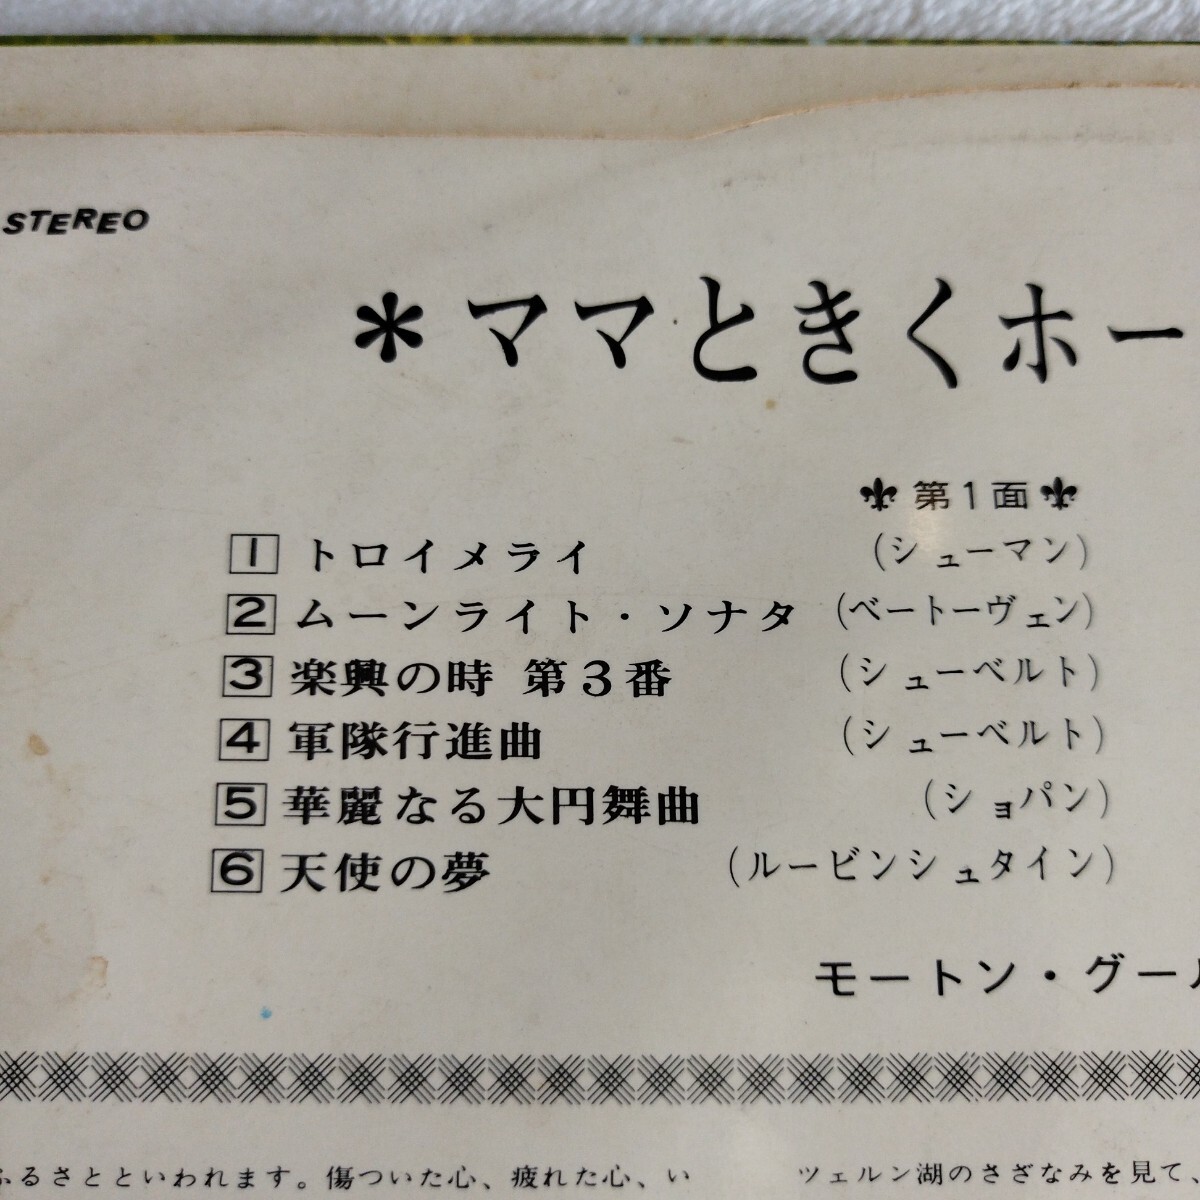 STEREO
*ママときくホー
第1面
1 トロイメライ (シューマン)
2 ムーンライト・ソナタ (ベートーヴェン)
3 楽興の時 第3番 (シューベルト)
4 軍隊行進曲 (シューベルト)
5 華麗なる大円舞曲 (ショパン)
6 天使の夢 (ルービンシュタイン)
モートン・グール
ふるさとといわれます。傷ついた心、疲れた心、い
ツェルン湖のさざなみを見て、